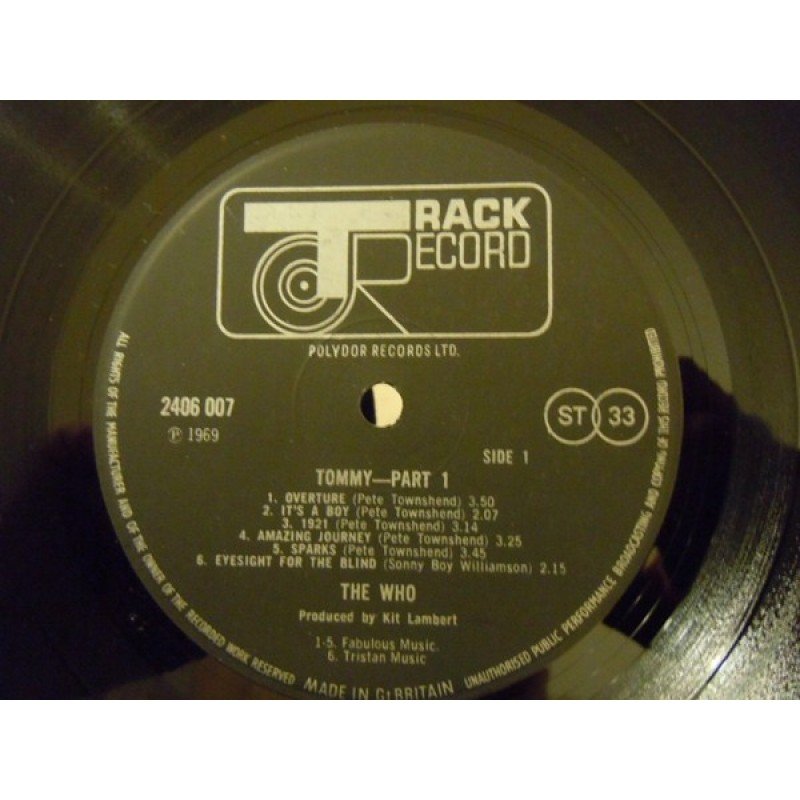 TRACK
RECORD
POLYDOR RECORDS LTD.
2406 007
℗ 1969
ST 33
SIDE 1
TOMMY—PART 1
1. OVERTURE (Pete Townshend) 3.50
2. IT'S A BOY (Pete Townshend) 2.07
3. 1921 (Pete Townshend) 3.14
4. AMAZING JOURNEY (Pete Townshend) 3.25
5. SPARKS (Pete Townshend) 3.45
6. EYESIGHT FOR THE BLIND (Sonny Boy Williamson) 2.15
THE WHO
Produced by Kit Lambert
1-5. Fabulous Music.
6. Tristan Music
ALL RIGHTS OF THE MANUFACTURER AND OF THE OWNER OF THE RECORDED WORK RESERVED
MADE IN Gt BRITAIN
UNAUTHORISED PUBLIC PERFORMANCE BROADCASTING AND COPYING OF THIS RECORD PROHIBITED